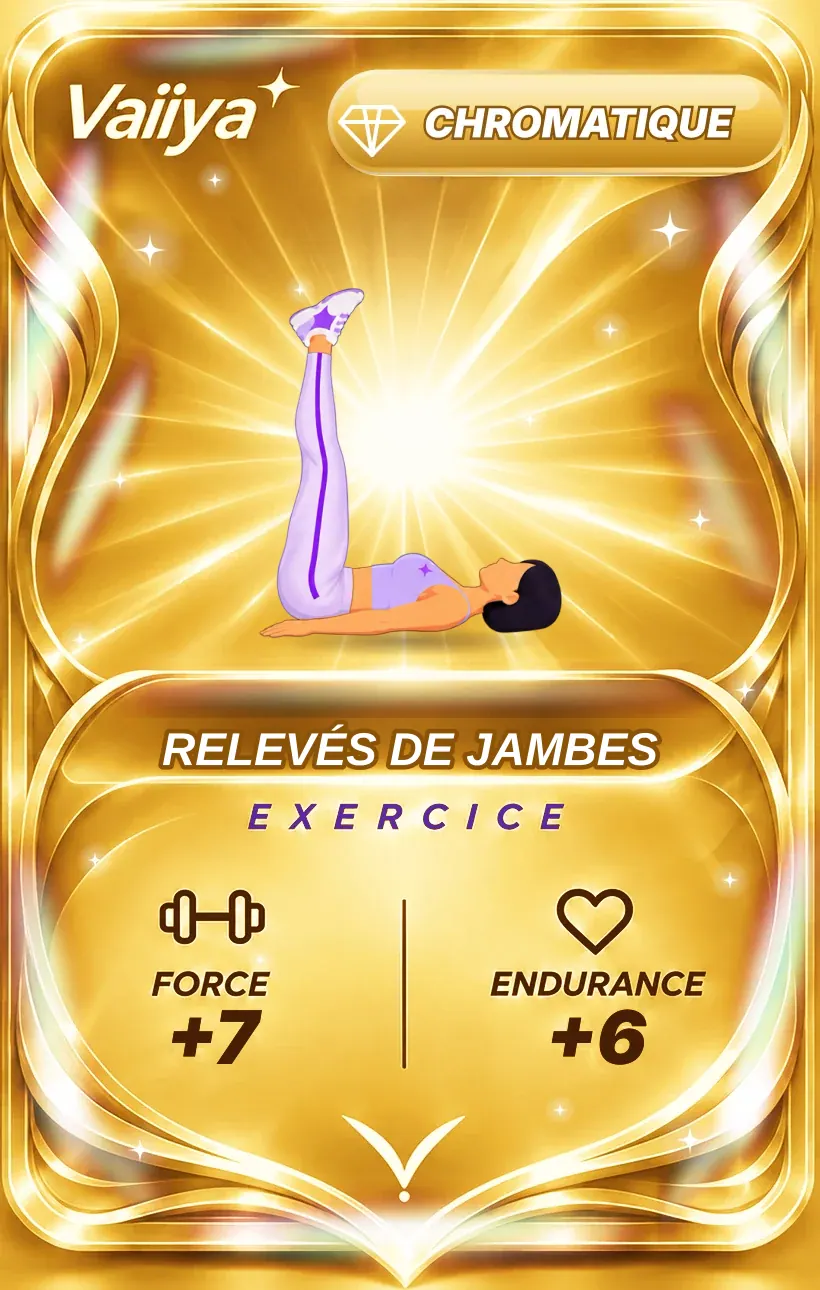 Vaiiya
CHROMATIQUE
RELEVÉS DE JAMBES
EXERCICE
FORCE
+7
ENDURANCE
+6